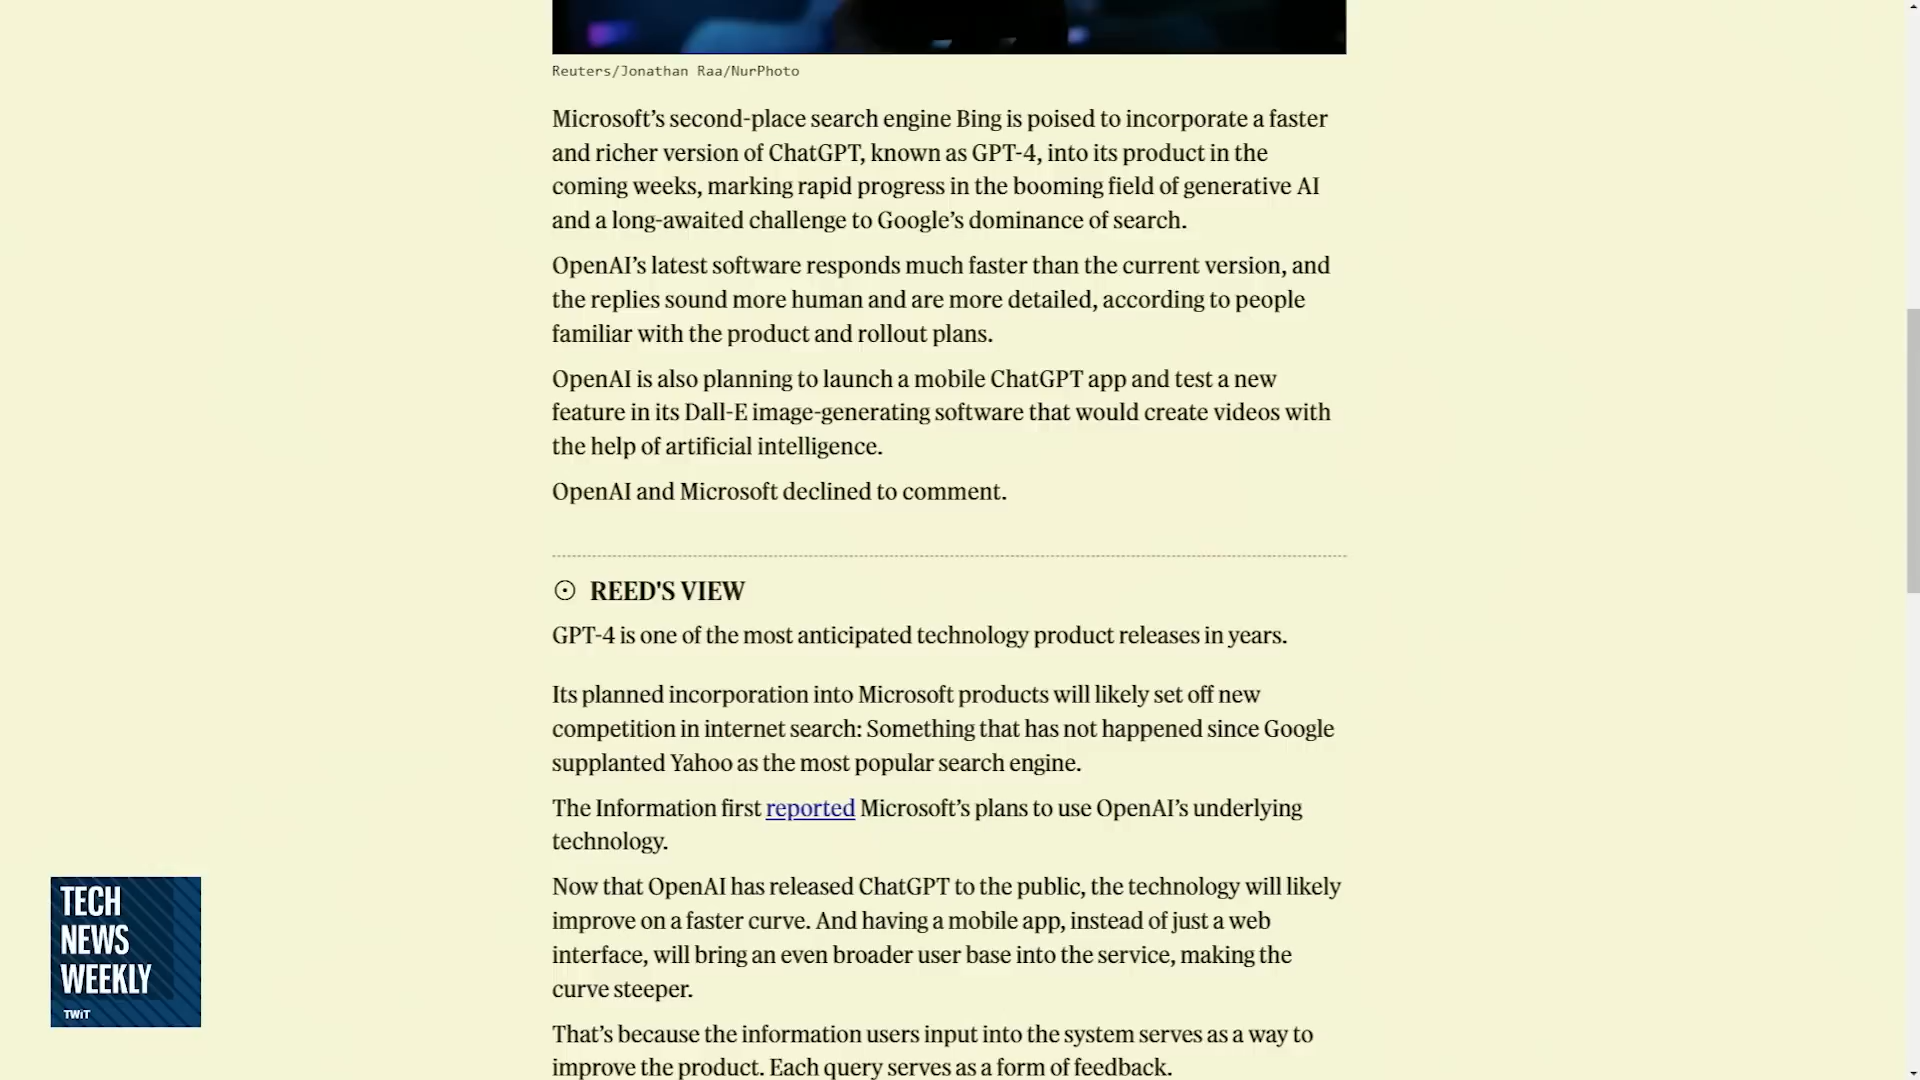 Reuters/Jonathan Raa/NurPhoto
Microsoft’s second-place search engine Bing is poised to incorporate a faster
and richer version of ChatGPT, known as GPT-4, into its product in the
coming weeks, marking rapid progress in the booming field of generative AI
and a long-awaited challenge to Google’s dominance of search.
OpenAI’s latest software responds much faster than the current version, and
the replies sound more human and are more detailed, according to people
familiar with the product and rollout plans.
OpenAI is also planning to launch a mobile ChatGPT app and test a new
feature in its Dall-E image-generating software that would create videos with
the help of artificial intelligence.
OpenAI and Microsoft declined to comment.
REED'S VIEW
GPT-4 is one of the most anticipated technology product releases in years.
Its planned incorporation into Microsoft products will likely set off new
competition in internet search: Something that has not happened since Google
supplanted Yahoo as the most popular search engine.
The Information first reported Microsoft’s plans to use OpenAI’s underlying
technology.
Now that OpenAI has released ChatGPT to the public, the technology will likely
improve on a faster curve. And having a mobile app, instead of just a web
interface, will bring an even broader user base into the service, making the
curve steeper.
That’s because the information users input into the system serves as a way to
improve the product. Each query serves as a form of feedback.
TECH
NEWS
WEEKLY
TWiT